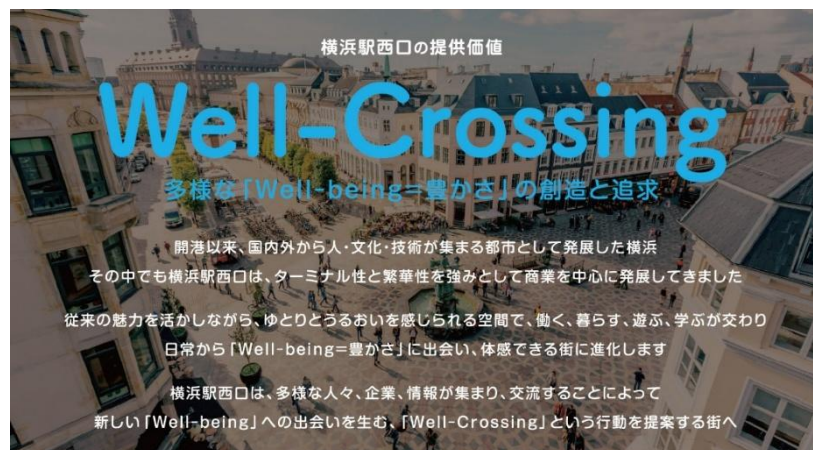 横浜駅西口の提供価値
Well-Crossing
多様な「Well-being=豊かさ」の創造と追求
開港以来、国内外から人・文化・技術が集まる都市として発展した横浜
その中でも横浜駅西口は、ターミナル性と繁華性を強みとして商業を中心に発展してきました
従来の魅力を活かしながら、ゆとりとうるおいを感じられる空間で、働く、暮らす、遊ぶ、学ぶが交わり
日常から「Well-being=豊かさ」に出会い、体感できる街に進化します
横浜駅西口は、多様な人々、企業、情報が集まり、交流することによって
新しい「Well-being」への出会いを生む、「Well-Crossing」という行動を提案する街へ